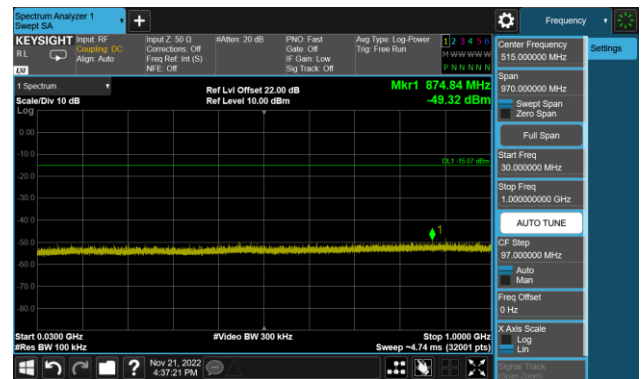 Spectrum Analyzer 1
Swept SA
Frequency
KEYSIGHT
RL
LXI
Input: RF
Coupling: DC
Align: Auto
Input Z: 50 Ω
Corrections: Off
Freq Ref: Int (S)
NFE: Off
#Atten: 20 dB
PNO: Fast
Gate: Off
IF Gain: Low
Sig Track: Off
Avg Type: Log-Power
Trig: Free Run
1 2 3 4 5 6
M W W W W W
P N N N N N
Center Frequency
515.000000 MHz
Settings
Span
970.000000 MHz
Swept Span
Zero Span
Full Span
Start Freq
30.000000 MHz
Stop Freq
1.000000000 GHz
AUTO TUNE
CF Step
97.000000 MHz
Auto
Man
Freq Offset
0 Hz
X Axis Scale
Log
Lin
Signal Track
(Span Zoom)
1 Spectrum
Scale/Div 10 dB
Log
Ref Lvl Offset 22.00 dB
Ref Level 10.00 dBm
Mkr1 874.84 MHz
-49.32 dBm
0.00
-10.0
DL1 -15.07 dBm
-20.0
-30.0
-40.0
1
-50.0
-60.0
-70.0
-80.0
Start 0.0300 GHz
#Res BW 100 kHz
#Video BW 300 kHz
Stop 1.0000 GHz
Sweep ~4.74 ms (32001 pts)
?
Nov 21, 2022
4:37:21 PM